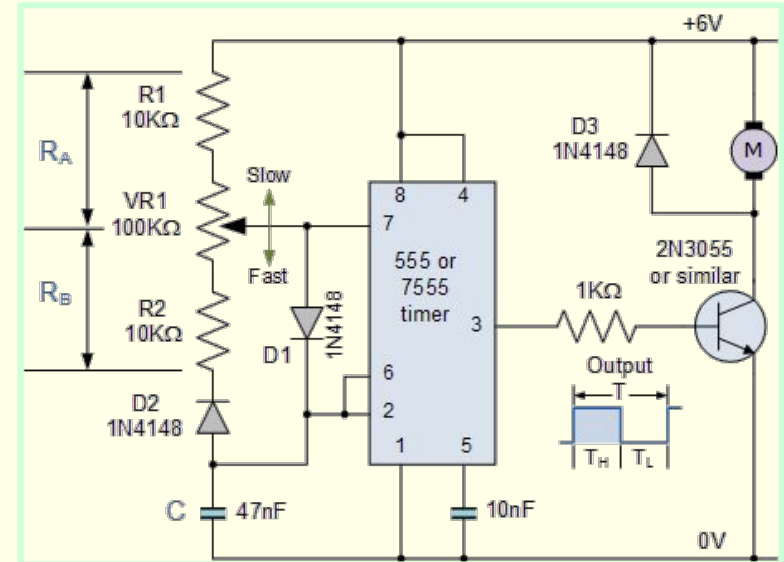 +6V
R1
10KΩ
RA
VR1
100KΩ
Slow
Fast
RB
R2
10KΩ
D1
1N4148
D2
1N4148
C
47nF
8
4
7
555 or
7555
timer
3
6
2
1
5
10nF
D3
1N4148
M
2N3055
or similar
1KΩ
Output
T
TH
TL
0V